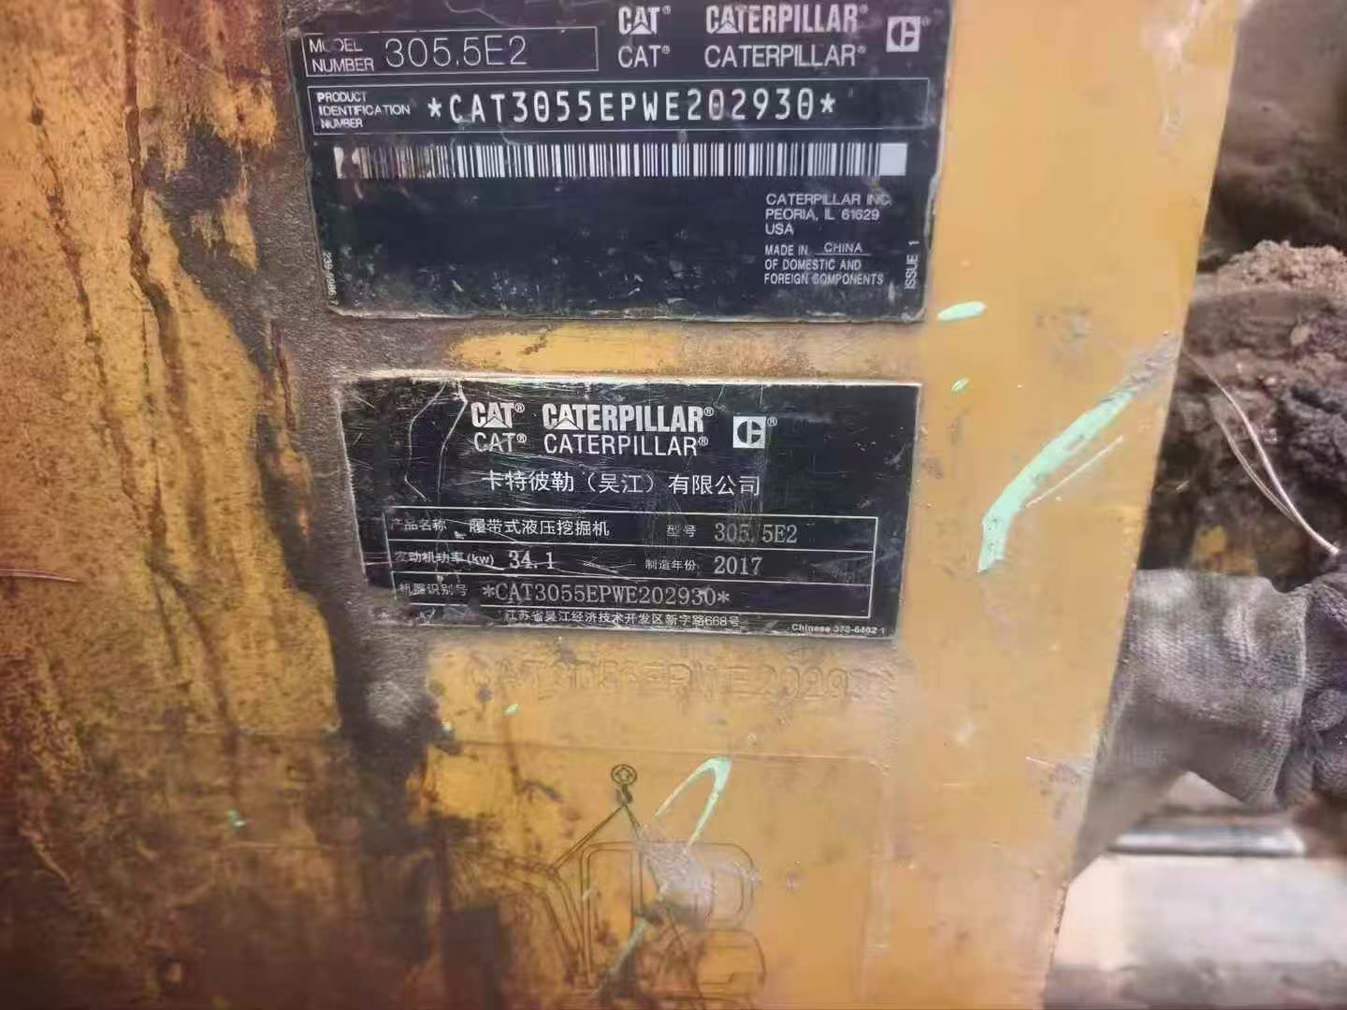 CAT® CATERPILLAR®
CAT® CATERPILLAR®
MODEL NUMBER 305.5E2
PRODUCT IDENTIFICATION NUMBER *CAT3055EPWE202930*
CATERPILLAR INC.
PEORIA, IL 61629
USA
MADE IN CHINA
OF DOMESTIC AND
FOREIGN COMPONENTS
ISSUE 1
CAT® CATERPILLAR®
CAT® CATERPILLAR®
卡特彼勒（吴江）有限公司
产品名称 履带式液压挖掘机 型号 305.5E2
发动机功率(kw) 34.1 制造年份 2017
机器识别号 *CAT3055EPWE202930*
江苏省吴江经济技术开发区新字路668号
Chinese
CAT3055EPWE20293